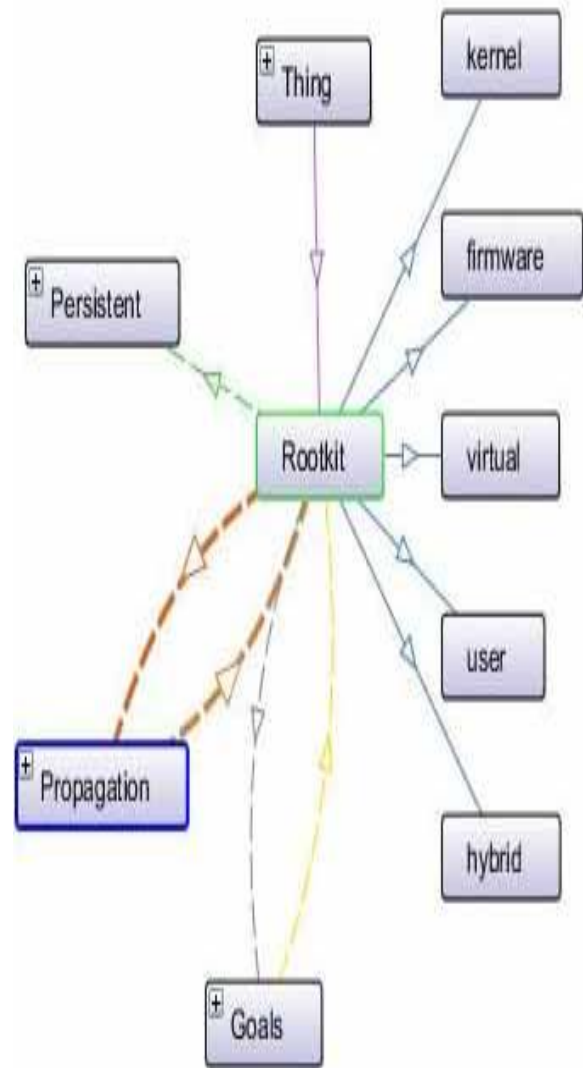 kernel
Thing
firmware
Persistent
Rootkit
virtual
user
Propagation
hybrid
Goals